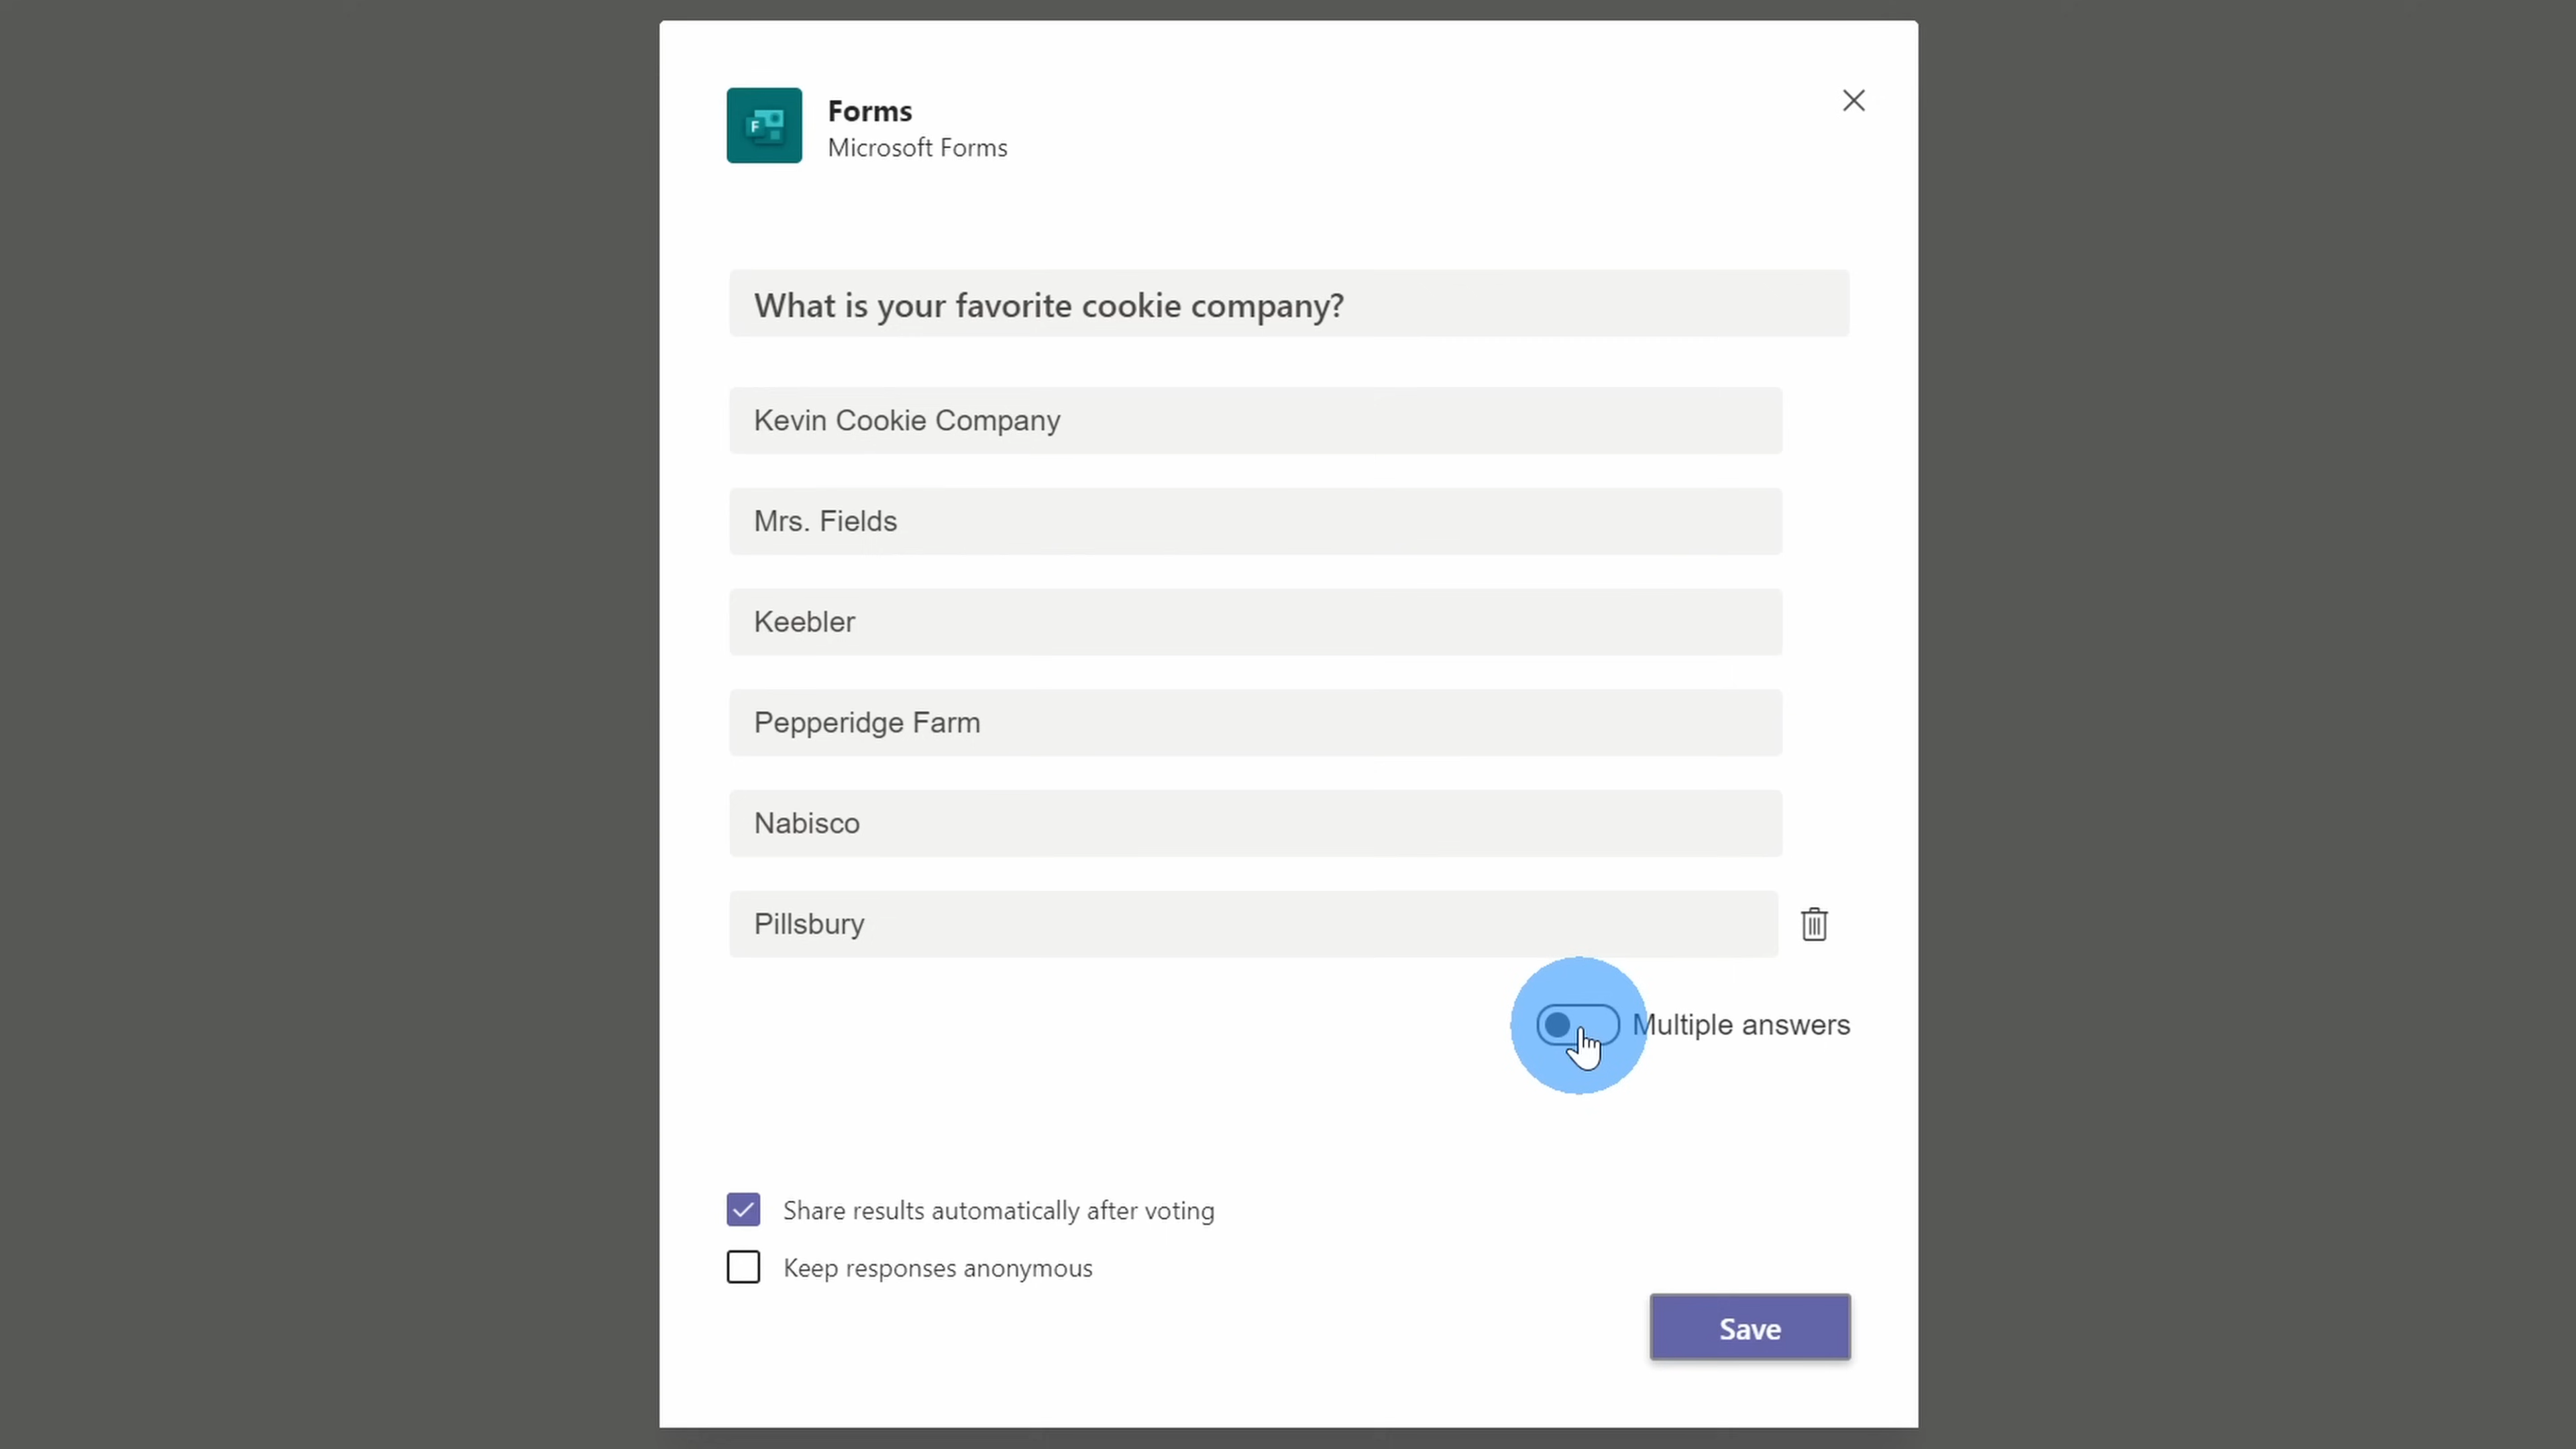 F
Forms
Microsoft Forms
What is your favorite cookie company?
Kevin Cookie Company
Mrs. Fields
Keebler
Pepperidge Farm
Nabisco
Pillsbury
Multiple answers
Share results automatically after voting
Keep responses anonymous
Save